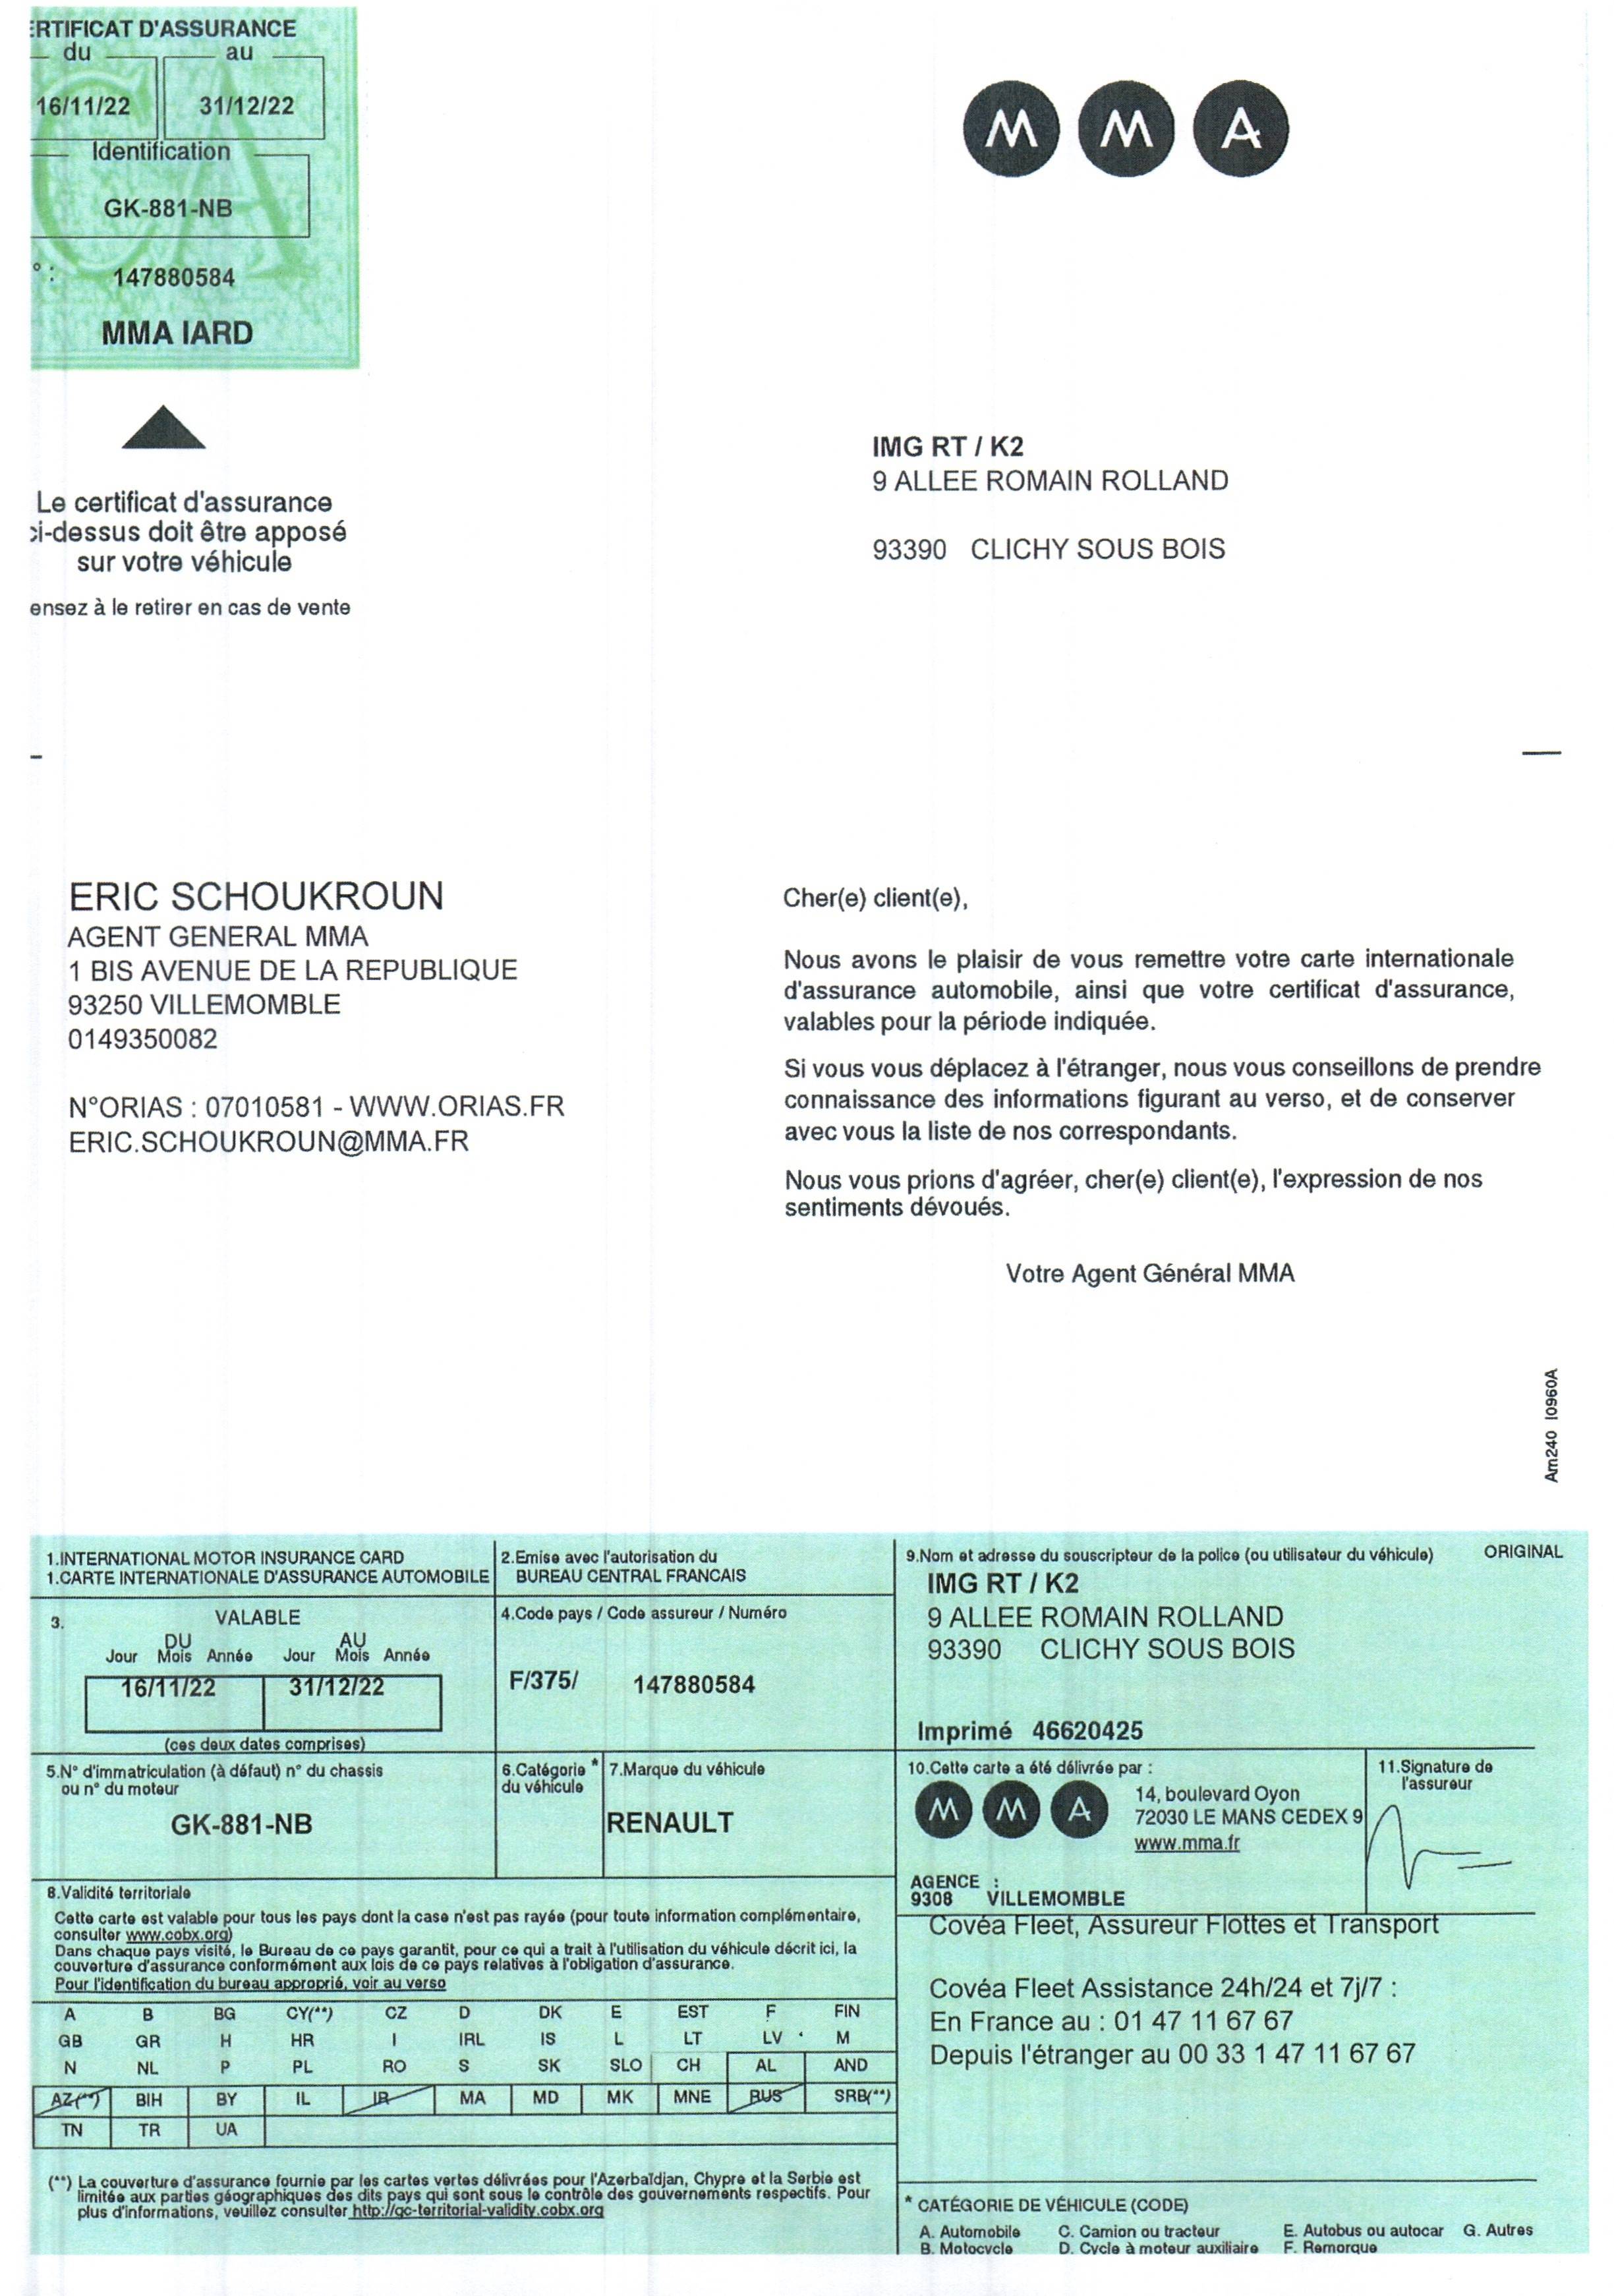 ERTIFICAT D'ASSURANCE
du au
16/11/22 31/12/22
Identification
GK-881-NB
° : 147880584
MMA IARD
M M A
Le certificat d'assurance
ci-dessus doit être apposé
sur votre véhicule
ensez à le retirer en cas de vente
IMG RT / K2
9 ALLEE ROMAIN ROLLAND
93390 CLICHY SOUS BOIS
ERIC SCHOUKROUN
AGENT GENERAL MMA
1 BIS AVENUE DE LA REPUBLIQUE
93250 VILLEMOMBLE
0149350082
N°ORIAS : 07010581 - WWW.ORIAS.FR
ERIC.SCHOUKROUN@MMA.FR
Cher(e) client(e),
Nous avons le plaisir de vous remettre votre carte internationale
d'assurance automobile, ainsi que votre certificat d'assurance,
valables pour la période indiquée.
Si vous vous déplacez à l'étranger, nous vous conseillons de prendre
connaissance des informations figurant au verso, et de conserver
avec vous la liste de nos correspondants.
Nous vous prions d'agréer, cher(e) client(e), l'expression de nos
sentiments dévoués.
Votre Agent Général MMA
Am240 I0960A
1.INTERNATIONAL MOTOR INSURANCE CARD
1.CARTE INTERNATIONALE D'ASSURANCE AUTOMOBILE
2.Emise avec l'autorisation du
BUREAU CENTRAL FRANCAIS
3. VALABLE
DU AU
Jour Mois Année Jour Mois Année
16/11/22 31/12/22
(ces deux dates comprises)
4.Code pays / Code assureur / Numéro
F/375/ 147880584
5.N° d'immatriculation (à défaut) n° du chassis
ou n° du moteur
GK-881-NB
6.Catégorie *
du véhicule
7.Marque du véhicule
RENAULT
8.Validité territoriale
Cette carte est valable pour tous les pays dont la case n'est pas rayée (pour toute information complémentaire,
consulter www.cobx.org)
Dans chaque pays visité, le Bureau de ce pays garantit, pour ce qui a trait à l'utilisation du véhicule décrit ici, la
couverture d'assurance conformément aux lois de ce pays relatives à l'obligation d'assurance.
Pour l'identification du bureau approprié, voir au verso
A B BG CY(**) CZ D DK E EST F FIN
GB GR H HR I IRL IS L LT LV M
N NL P PL RO S SK SLO CH AL AND
AZ(**) BIH BY IL IR MA MD MK MNE RUS SRB(**)
TN TR UA
(**) La couverture d'assurance fournie par les cartes vertes délivrées pour l'Azerbaïdjan, Chypre et la Serbie est
limitée aux parties géographiques des dits pays qui sont sous le contrôle des gouvernements respectifs. Pour
plus d'informations, veuillez consulter http://gc-territorial-validity.cobx.org
9.Nom et adresse du souscripteur de la police (ou utilisateur du véhicule) ORIGINAL
IMG RT / K2
9 ALLEE ROMAIN ROLLAND
93390 CLICHY SOUS BOIS
Imprimé 46620425
10.Cette carte a été délivrée par :
M M A
14, boulevard Oyon
72030 LE MANS CEDEX 9
www.mma.fr
AGENCE :
9308 VILLEMOMBLE
11.Signature de
l'assureur
Covéa Fleet, Assureur Flottes et Transport
Covéa Fleet Assistance 24h/24 et 7j/7 :
En France au : 01 47 11 67 67
Depuis l'étranger au 00 33 1 47 11 67 67
* CATÉGORIE DE VÉHICULE (CODE)
A. Automobile C. Camion ou tracteur E. Autobus ou autocar G. Autres
B. Motocycle D. Cycle à moteur auxiliaire F. Remorque